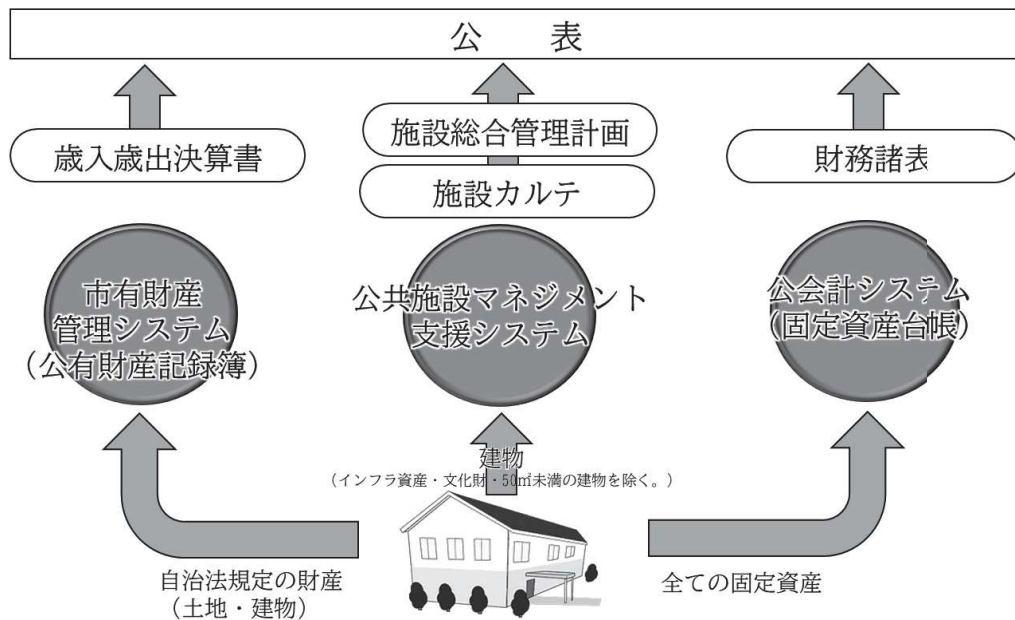 公　　表
歳入歳出決算書
施設総合管理計画
施設カルテ
財務諸表
市有財産
管理システム
（公有財産記録簿）
公共施設マネジメント
支援システム
公会計システム
（固定資産台帳）
建物
（インフラ資産・文化財・50㎡未満の建物を除く。）
自治法規定の財産
（土地・建物）
全ての固定資産